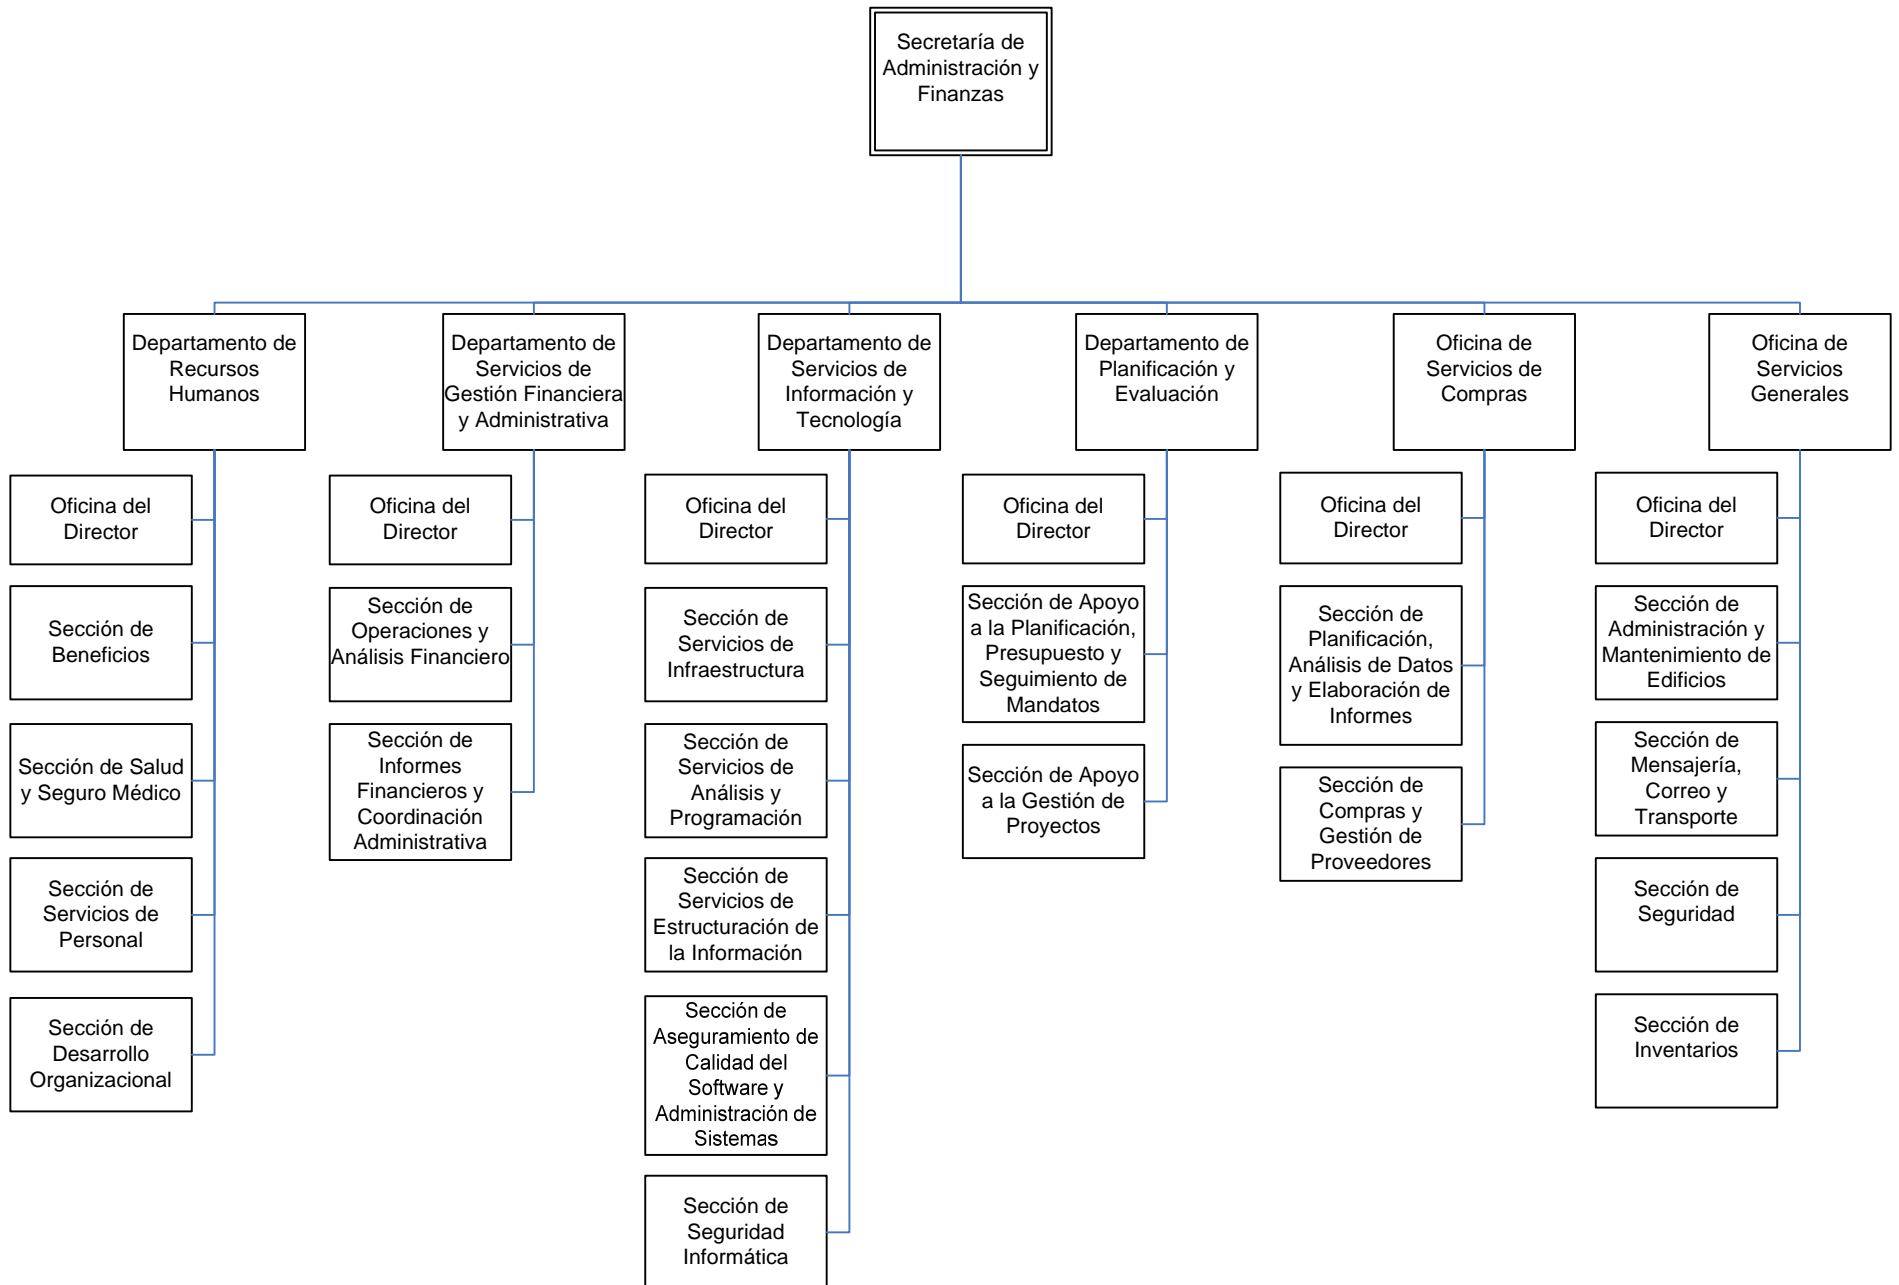 Secretaría de
Administración y
Finanzas
Departamento de
Recursos
Humanos
Departamento de
Servicios de
Gestión Financiera
y Administrativa
Departamento de
Servicios de
Información y
Tecnología
Departamento de
Planificación y
Evaluación
Oficina de
Servicios de
Compras
Oficina de
Servicios
Generales
Oficina del
Director
Sección de
Beneficios
Sección de Salud
y Seguro Médico
Sección de
Servicios de
Personal
Sección de
Desarrollo
Organizacional
Oficina del
Director
Sección de
Operaciones y
Análisis Financiero
Sección de
Informes
Financieros y
Coordinación
Administrativa
Oficina del
Director
Sección de
Servicios de
Infraestructura
Sección de
Servicios de
Análisis y
Programación
Sección de
Servicios de
Estructuración de
la Información
Sección de
Aseguramiento de
Calidad del
Software y
Administración de
Sistemas
Sección de
Seguridad
Informática
Oficina del
Director
Sección de Apoyo
a la Planificación,
Presupuesto y
Seguimiento de
Mandatos
Sección de Apoyo
a la Gestión de
Proyectos
Oficina del
Director
Sección de
Planificación,
Análisis de Datos
y Elaboración de
Informes
Sección de
Compras y
Gestión de
Proveedores
Oficina del
Director
Sección de
Administración y
Mantenimiento de
Edificios
Sección de
Mensajería,
Correo y
Transporte
Sección de
Seguridad
Sección de
Inventarios